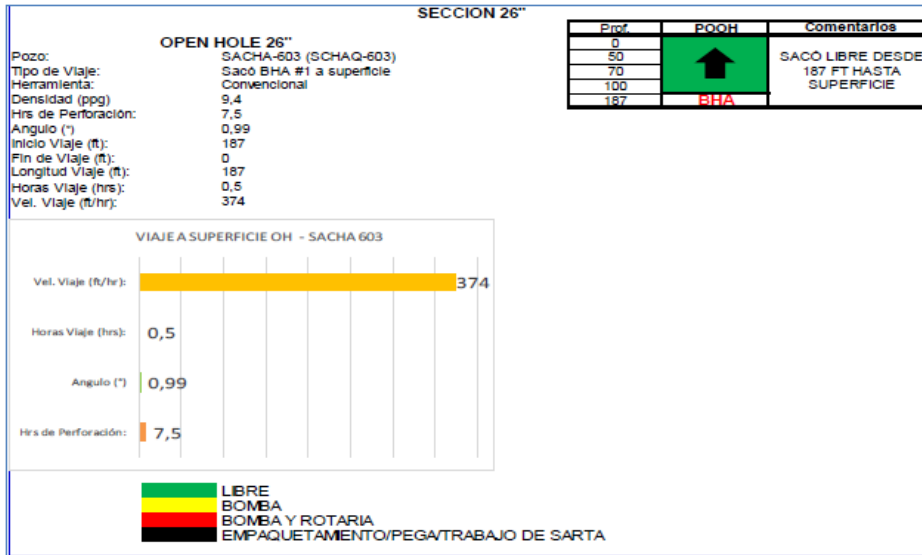 SECCION 26"
OPEN HOLE 26"
Pozo: SACHA-603 (SCHAQ-603)
Tipo de Viaje: Sacó BHA #1 a superficie
Herramienta: Convencional
Densidad (ppg) 9,4
Hrs de Perforación: 7,5
Angulo (°) 0,99
Inicio Viaje (ft): 187
Fin de Viaje (ft): 0
Longitud Viaje (ft): 187
Horas Viaje (hrs): 0,5
Vel. Viaje (ft/hr): 374
Prof. POOH Comentarios
0
50
70
100
187 BHA
SACÓ LIBRE DESDE
187 FT HASTA
SUPERFICIE
VIAJE A SUPERFICIE OH - SACHA 603
Vel. Viaje (ft/hr): 374
Horas Viaje (hrs): 0,5
Angulo (°) 0,99
Hrs de Perforación: 7,5
LIBRE
BOMBA
BOMBA Y ROTARIA
EMPAQUETAMIENTO/PEGA/TRABAJO DE SARTA